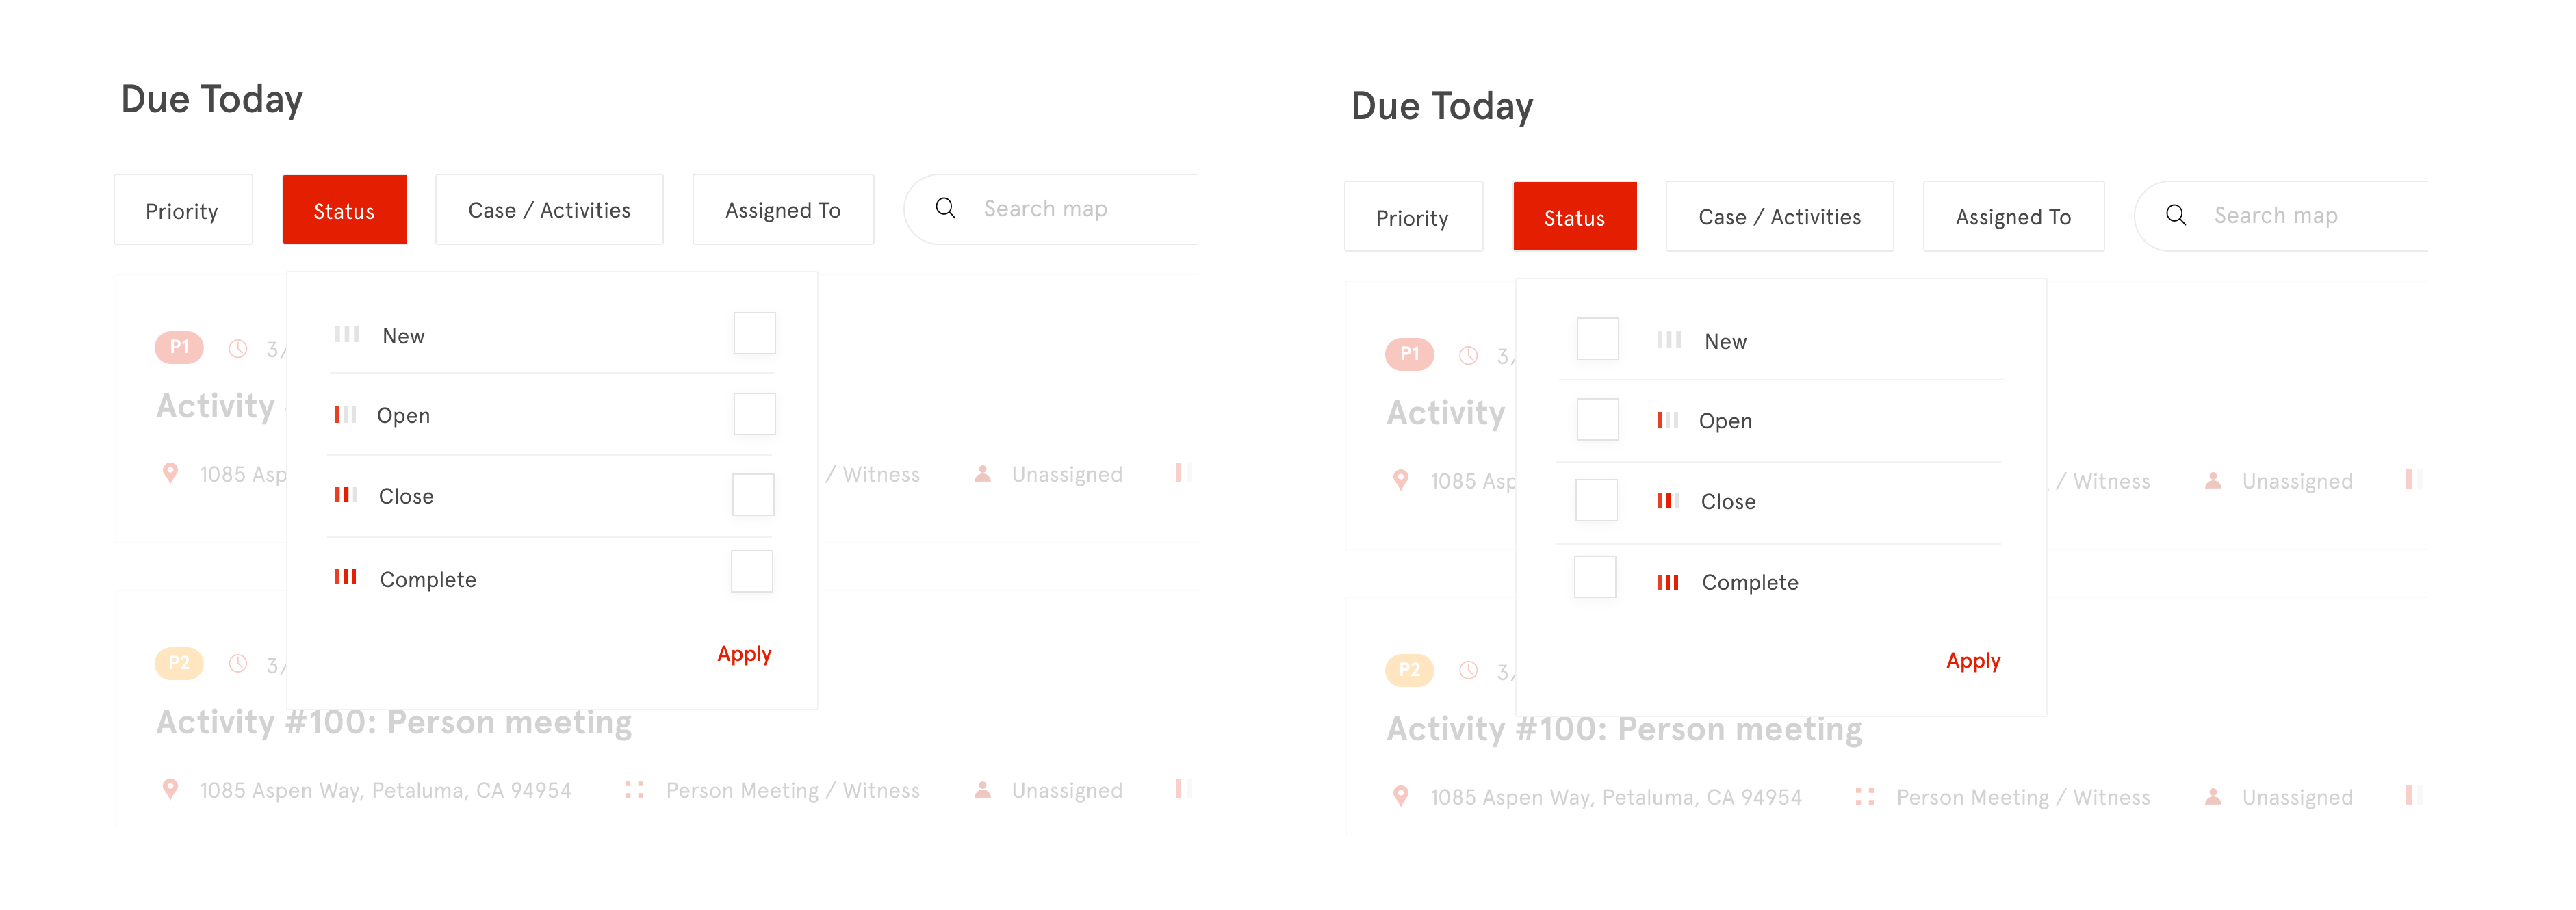 Due Today
Priority
Status
Case / Activities
Assigned To
Search map
New
Open
Close
Complete
Apply
P1
3/
Activity
1085 Asp
/ Witness
Unassigned
P2
3/
Activity #100: Person meeting
1085 Aspen Way, Petaluma, CA 94954
Person Meeting / Witness
Unassigned
Due Today
Priority
Status
Case / Activities
Assigned To
Search map
New
Open
Close
Complete
Apply
P1
3/
Activity
1085 Asp
/ Witness
Unassigned
P2
3/
Activity #100: Person meeting
1085 Aspen Way, Petaluma, CA 94954
Person Meeting / Witness
Unassigned